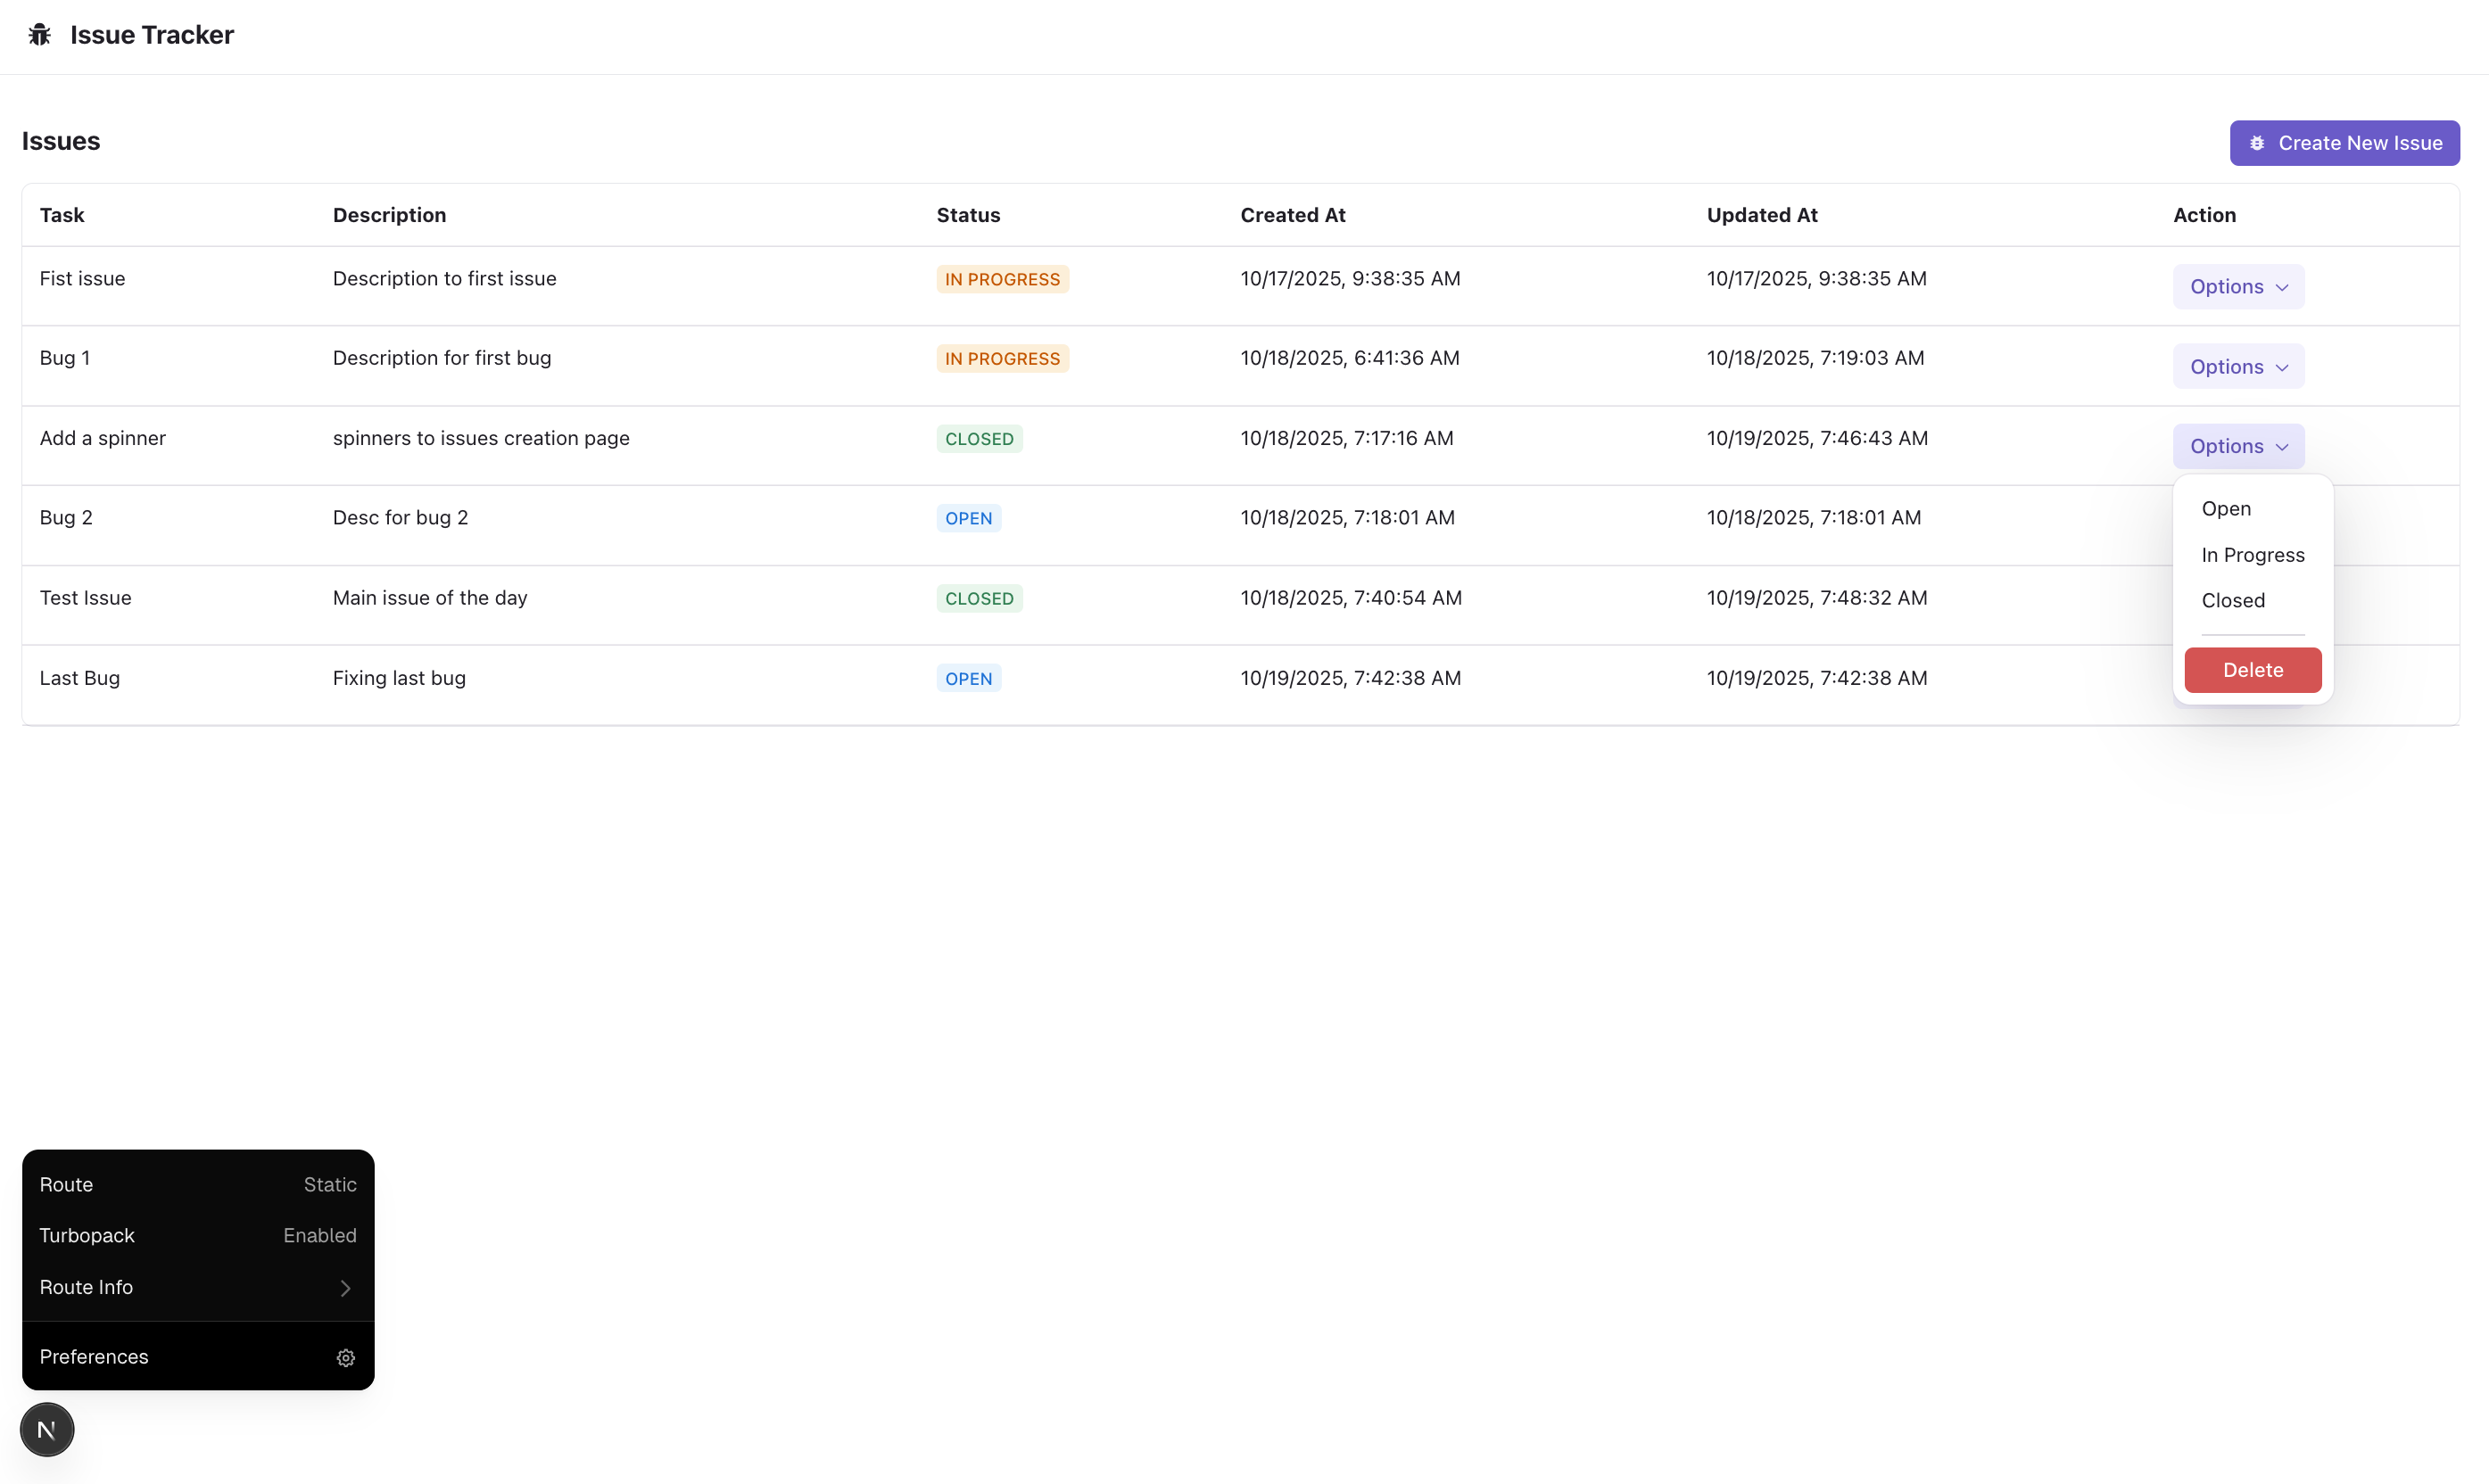 Issue Tracker
Issues
Create New Issue
Task Description Status Created At Updated At Action
Fist issue Description to first issue IN PROGRESS 10/17/2025, 9:38:35 AM 10/17/2025, 9:38:35 AM Options
Bug 1 Description for first bug IN PROGRESS 10/18/2025, 6:41:36 AM 10/18/2025, 7:19:03 AM Options
Add a spinner spinners to issues creation page CLOSED 10/18/2025, 7:17:16 AM 10/19/2025, 7:46:43 AM Options
Bug 2 Desc for bug 2 OPEN 10/18/2025, 7:18:01 AM 10/18/2025, 7:18:01 AM
Test Issue Main issue of the day CLOSED 10/18/2025, 7:40:54 AM 10/19/2025, 7:48:32 AM
Last Bug Fixing last bug OPEN 10/19/2025, 7:42:38 AM 10/19/2025, 7:42:38 AM
Open
In Progress
Closed
Delete
Route Static
Turbopack Enabled
Route Info
Preferences
N